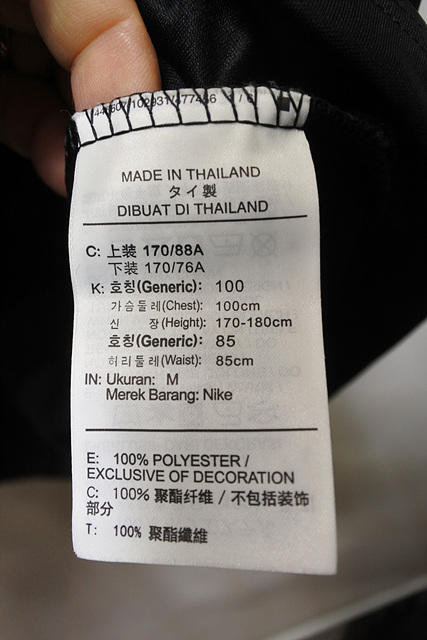 MADE IN THAILAND
タイ製
DIBUAT DI THAILAND
C: 上装 170/88A
下装 170/76A
K: 호칭(Generic): 100
가슴둘레(Chest): 100cm
신 장(Height): 170-180cm
호칭(Generic): 85
허리둘레(Waist): 85cm
IN: Ukuran: M
Merek Barang: Nike
E: 100% POLYESTER /
EXCLUSIVE OF DECORATION
C: 100% 聚酯纤维 / 不包括装饰
部分
T: 100% 聚酯纖維